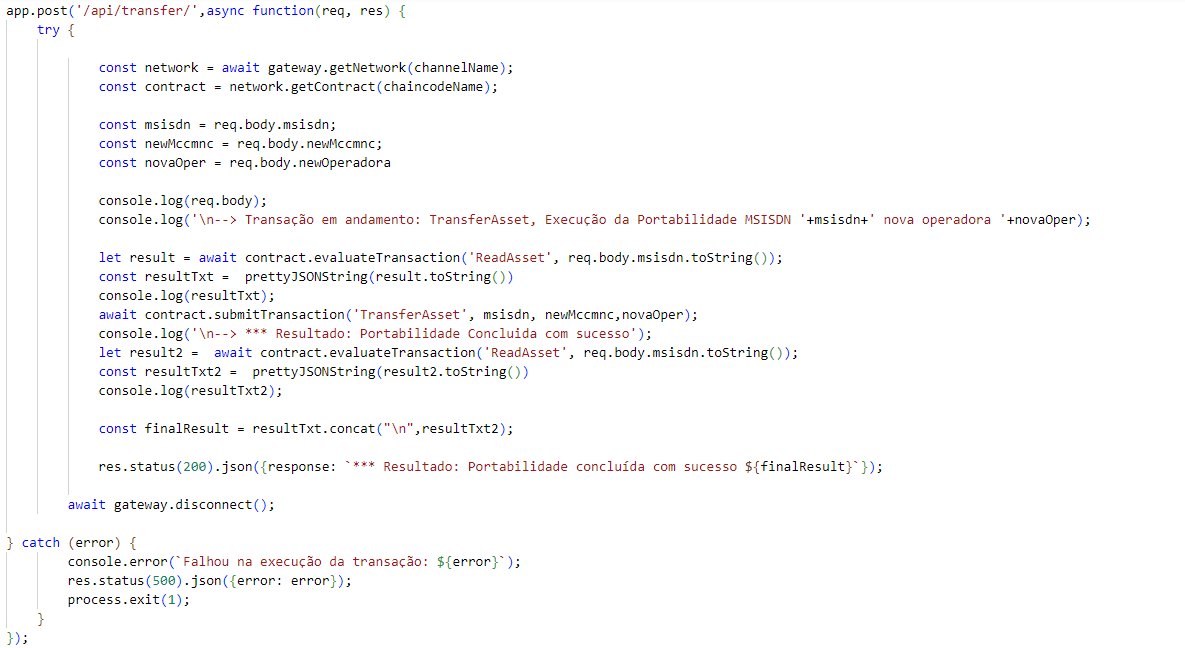 app.post('/api/transfer/',async function(req, res) {
try {
const network = await gateway.getNetwork(channelName);
const contract = network.getContract(chaincodeName);
const msisdn = req.body.msisdn;
const newMccmnc = req.body.newMccmnc;
const novaOper = req.body.newOperadora
console.log(req.body);
console.log('\n--> Transação em andamento: TransferAsset, Execução da Portabilidade MSISDN '+msisdn+' nova operadora '+novaOper);
let result = await contract.evaluateTransaction('ReadAsset', req.body.msisdn.toString());
const resultTxt =  prettyJSONString(result.toString())
console.log(resultTxt);
await contract.submitTransaction('TransferAsset', msisdn, newMccmnc,novaOper);
console.log('\n--> *** Resultado: Portabilidade Concluida com sucesso');
let result2 =  await contract.evaluateTransaction('ReadAsset', req.body.msisdn.toString());
const resultTxt2 =  prettyJSONString(result2.toString())
console.log(resultTxt2);
const finalResult = resultTxt.concat("\n",resultTxt2);
res.status(200).json({response: `*** Resultado: Portabilidade concluída com sucesso ${finalResult}`});
await gateway.disconnect();
} catch (error) {
console.error(`Falhou na execução da transação: ${error}`);
res.status(500).json({error: error});
process.exit(1);
}
});